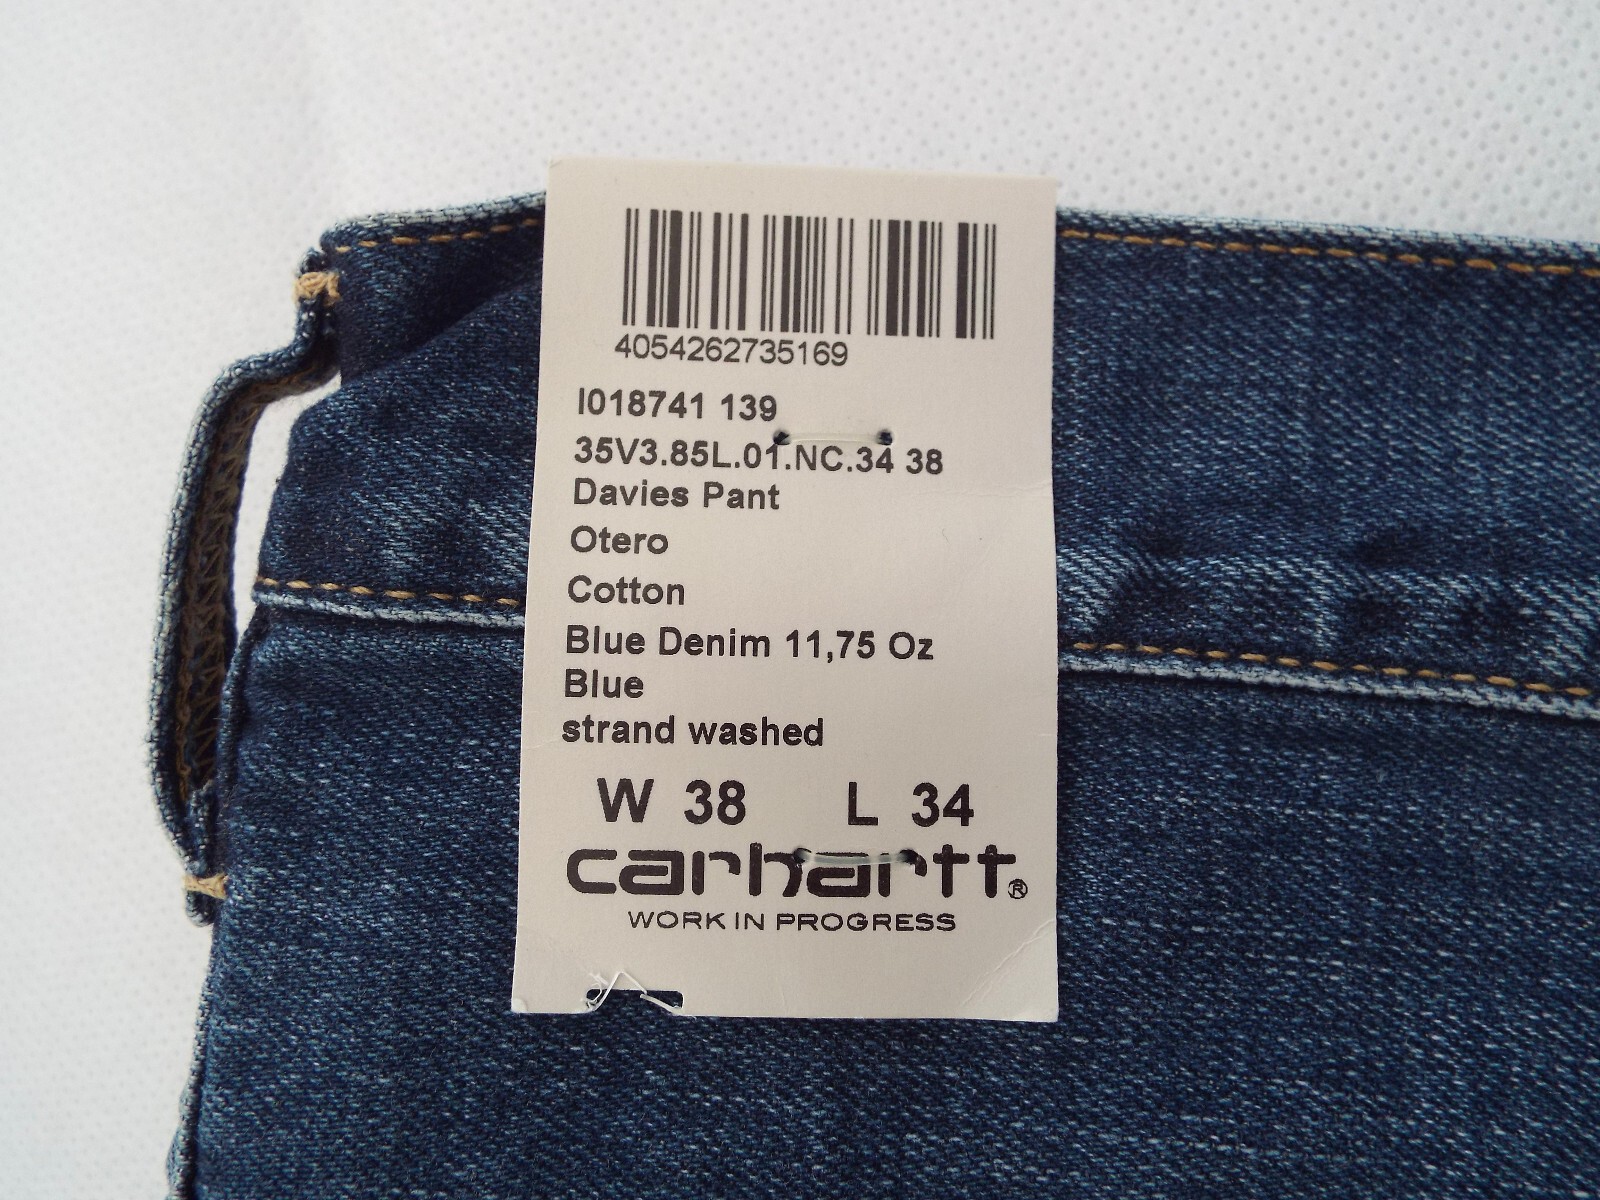 4054262735169
I018741 139
35V3.85L.01.NC.34 38
Davies Pant
Otero
Cotton
Blue Denim 11,75 Oz
Blue
strand washed
W 38 L 34
carhartt®
WORK IN PROGRESS